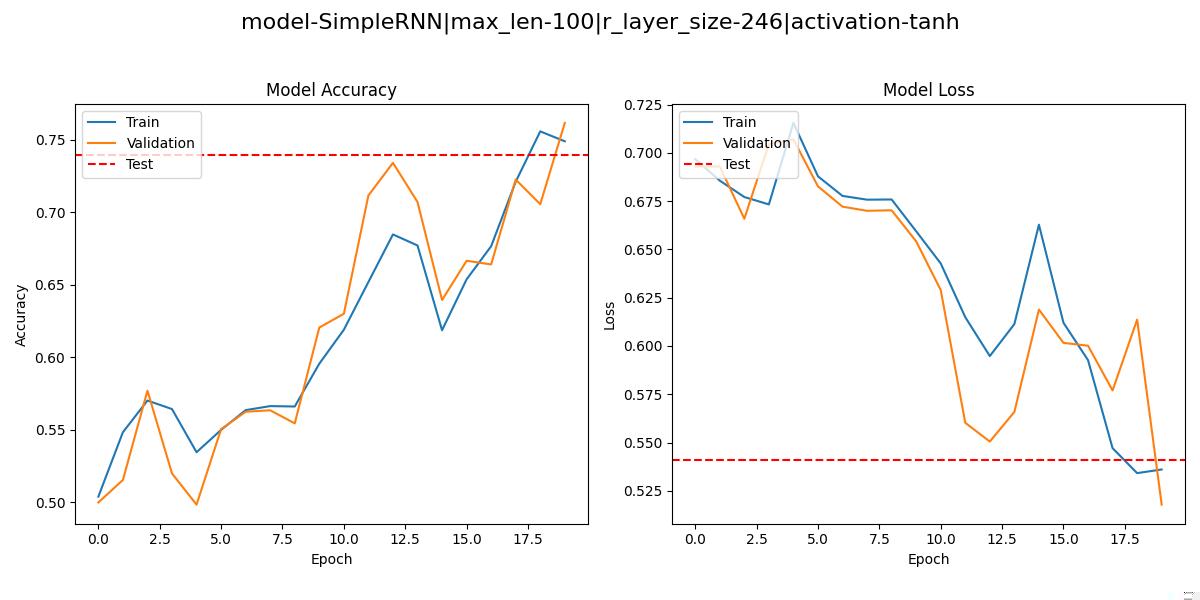 model-SimpleRNN|max_len-100|r_layer_size-246|activation-tanh
Model Accuracy
Train
Validation
Test
0.75
0.70
0.65
0.60
0.55
0.50
Accuracy
0.0 2.5 5.0 7.5 10.0 12.5 15.0 17.5
Epoch
Model Loss
Train
Validation
Test
0.725
0.700
0.675
0.650
0.625
0.600
0.575
0.550
0.525
Loss
0.0 2.5 5.0 7.5 10.0 12.5 15.0 17.5
Epoch